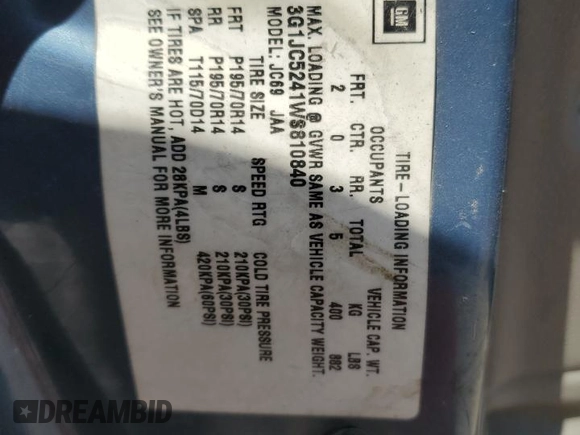 GM
TIRE-LOADING INFORMATION
OCCUPANTS VEHICLE CAP. WT.
FRT. CTR. RR. TOTAL KG LBS
2 0 3 5 400 882
MAX. LOADING @ GVWR SAME AS VEHICLE CAPACITY WEIGHT.
3G1JC5241WS810840
MODEL: JC69 JAA
TIRE SIZE SPEED RTG COLD TIRE PRESSURE
FRT P195/70R14 S 210KPA(30PSI)
RR P195/70R14 S 210KPA(30PSI)
SPA T115/70D14 M 420KPA(60PSI)
IF TIRES ARE HOT, ADD 28KPA(4LBS)
SEE OWNER'S MANUAL FOR MORE INFORMATION
DREAMBID